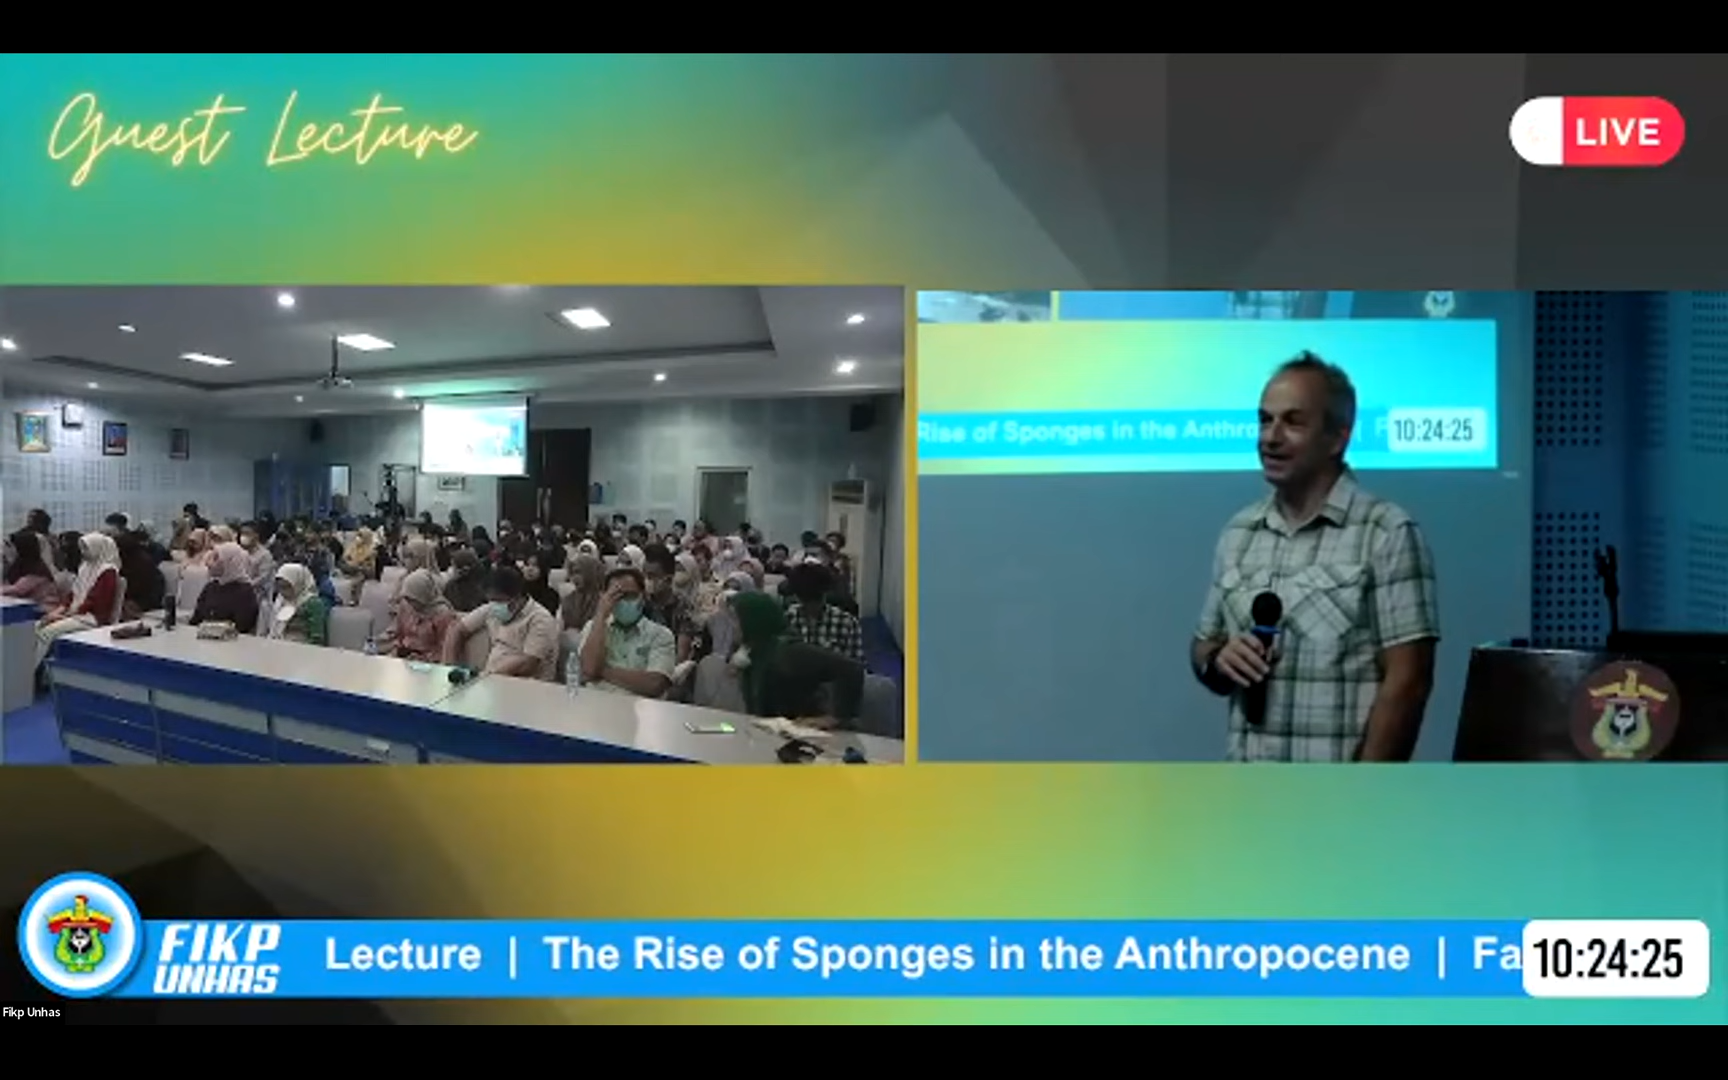 Guest Lecture
LIVE
Rise of Sponges in the Anthro
10:24:25
FIKP
UNHAS
Lecture | The Rise of Sponges in the Anthropocene | Fa
10:24:25
Fikp Unhas